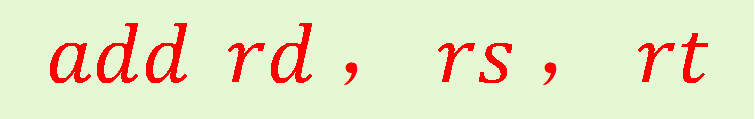 add rd , rs , rt